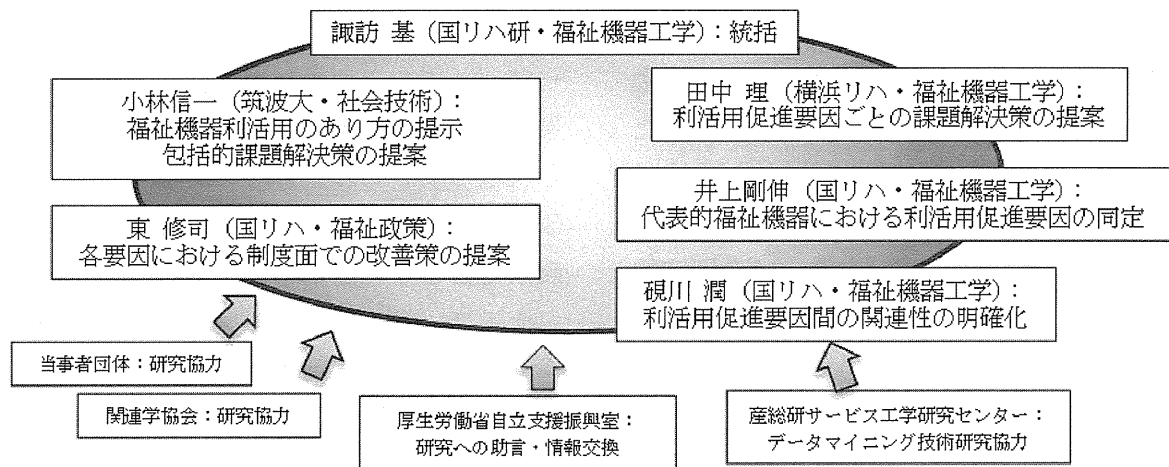 諏訪 基（国リハ研・福祉機器工学）：統括
小林信一（筑波大・社会技術）：
福祉機器利活用のあり方の提示
包括的課題解決策の提案
田中 理（横浜リハ・福祉機器工学）：
利活用促進要因ごとの課題解決策の提案
井上剛伸（国リハ・福祉機器工学）：
代表的福祉機器における利活用促進要因の同定
東 修司（国リハ・福祉政策）：
各要因における制度面での改善策の提案
硯川 潤（国リハ・福祉機器工学）：
利活用促進要因間の関連性の明確化
当事者団体：研究協力
関連学協会：研究協力
厚生労働省自立支援振興室：
研究への助言・情報交換
産総研サービス工学研究センター：
データマイニング技術研究協力